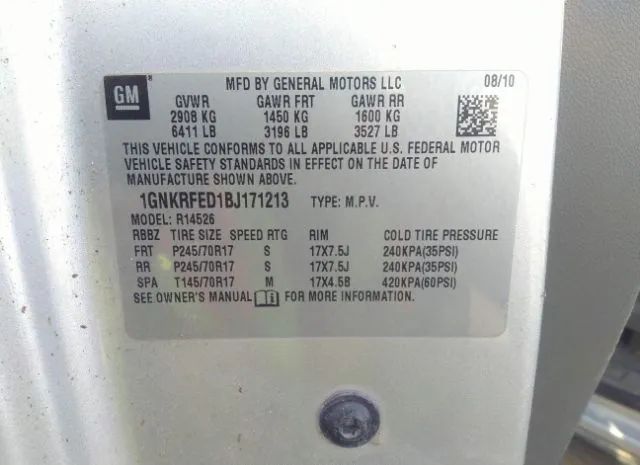 GM ® MFD BY GENERAL MOTORS LLC 08/10
GVWR GAWR FRT GAWR RR
2908 KG 1450 KG 1600 KG
6411 LB 3196 LB 3527 LB
THIS VEHICLE CONFORMS TO ALL APPLICABLE U.S. FEDERAL MOTOR
VEHICLE SAFETY STANDARDS IN EFFECT ON THE DATE OF
MANUFACTURE SHOWN ABOVE.
1GNKRFED1BJ171213 TYPE: M.P.V.
MODEL: R14526
RBBZ TIRE SIZE SPEED RTG RIM COLD TIRE PRESSURE
FRT P245/70R17 S 17X7.5J 240KPA(35PSI)
RR P245/70R17 S 17X7.5J 240KPA(35PSI)
SPA T145/70R17 M 17X4.5B 420KPA(60PSI)
SEE OWNER'S MANUAL i FOR MORE INFORMATION.